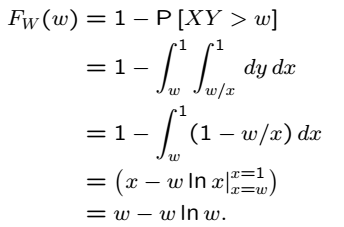 F_W(w) = 1 − P [XY > w]
= 1 − ∫_w^1 ∫_{w/x}^1 dy dx
= 1 − ∫_w^1 (1 − w/x) dx
= (x − w ln x|_{x=w}^{x=1})
= w − w ln w.